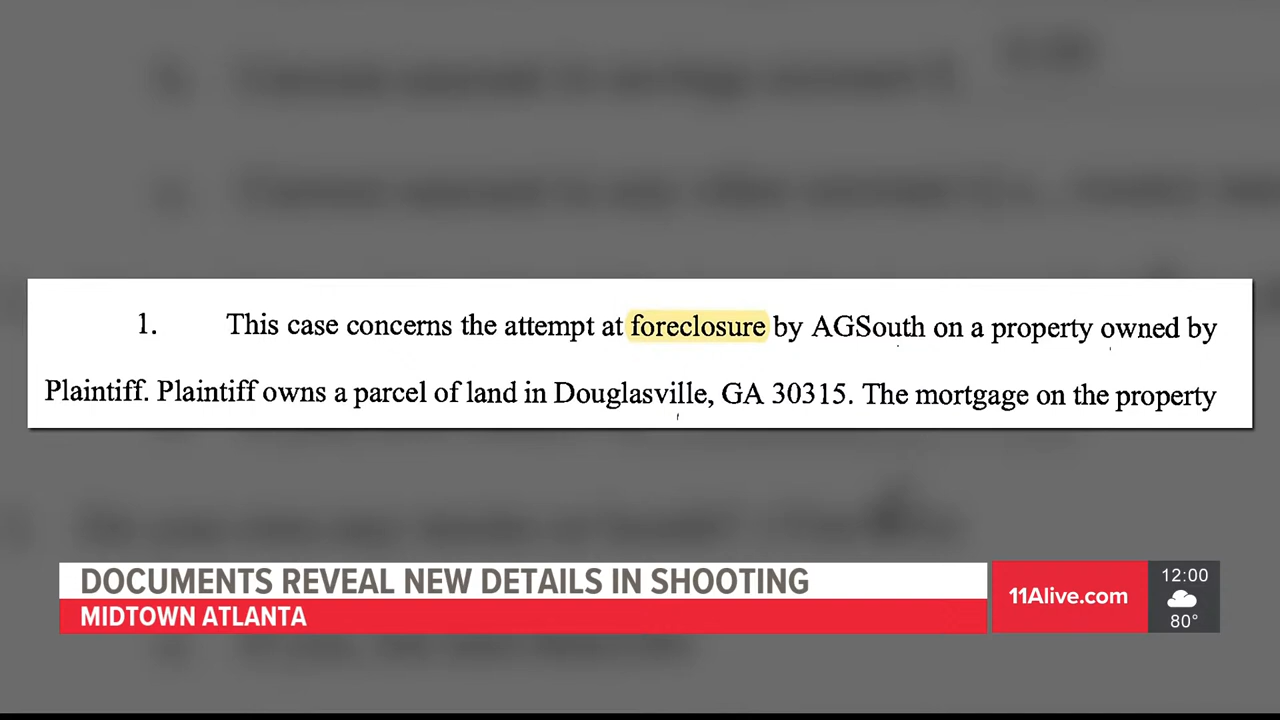 1. This case concerns the attempt at foreclosure by AGSouth on a property owned by
Plaintiff. Plaintiff owns a parcel of land in Douglasville, GA 30315. The mortgage on the property
DOCUMENTS REVEAL NEW DETAILS IN SHOOTING
MIDTOWN ATLANTA
11Alive.com
12:00
80°